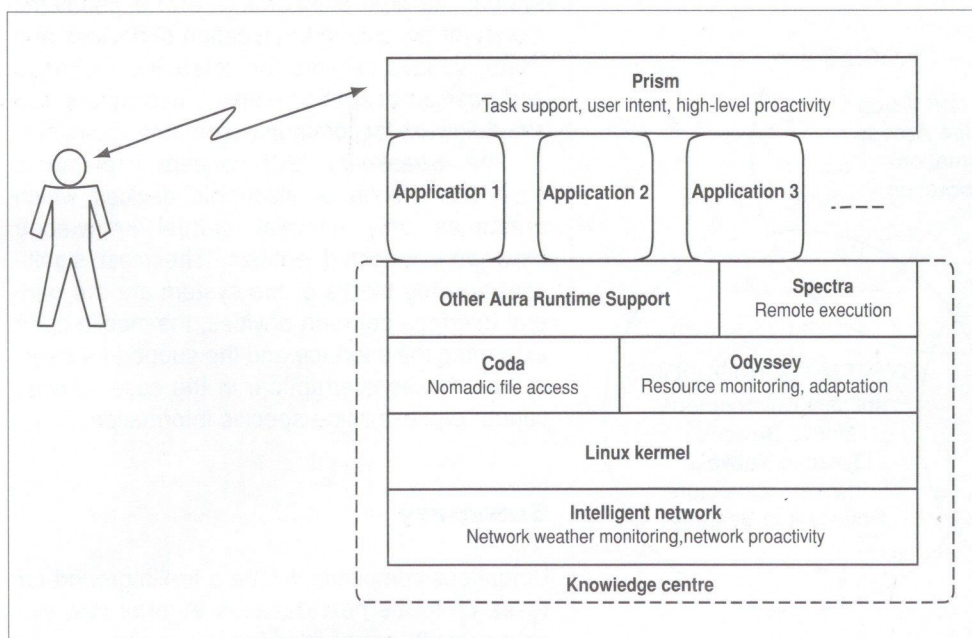 Prism
Task support, user intent, high-level proactivity
Application 1
Application 2
Application 3
Other Aura Runtime Support
Spectra
Remote execution
Coda
Nomadic file access
Odyssey
Resource monitoring, adaptation
Linux kernel
Intelligent network
Network weather monitoring,network proactivity
Knowledge centre